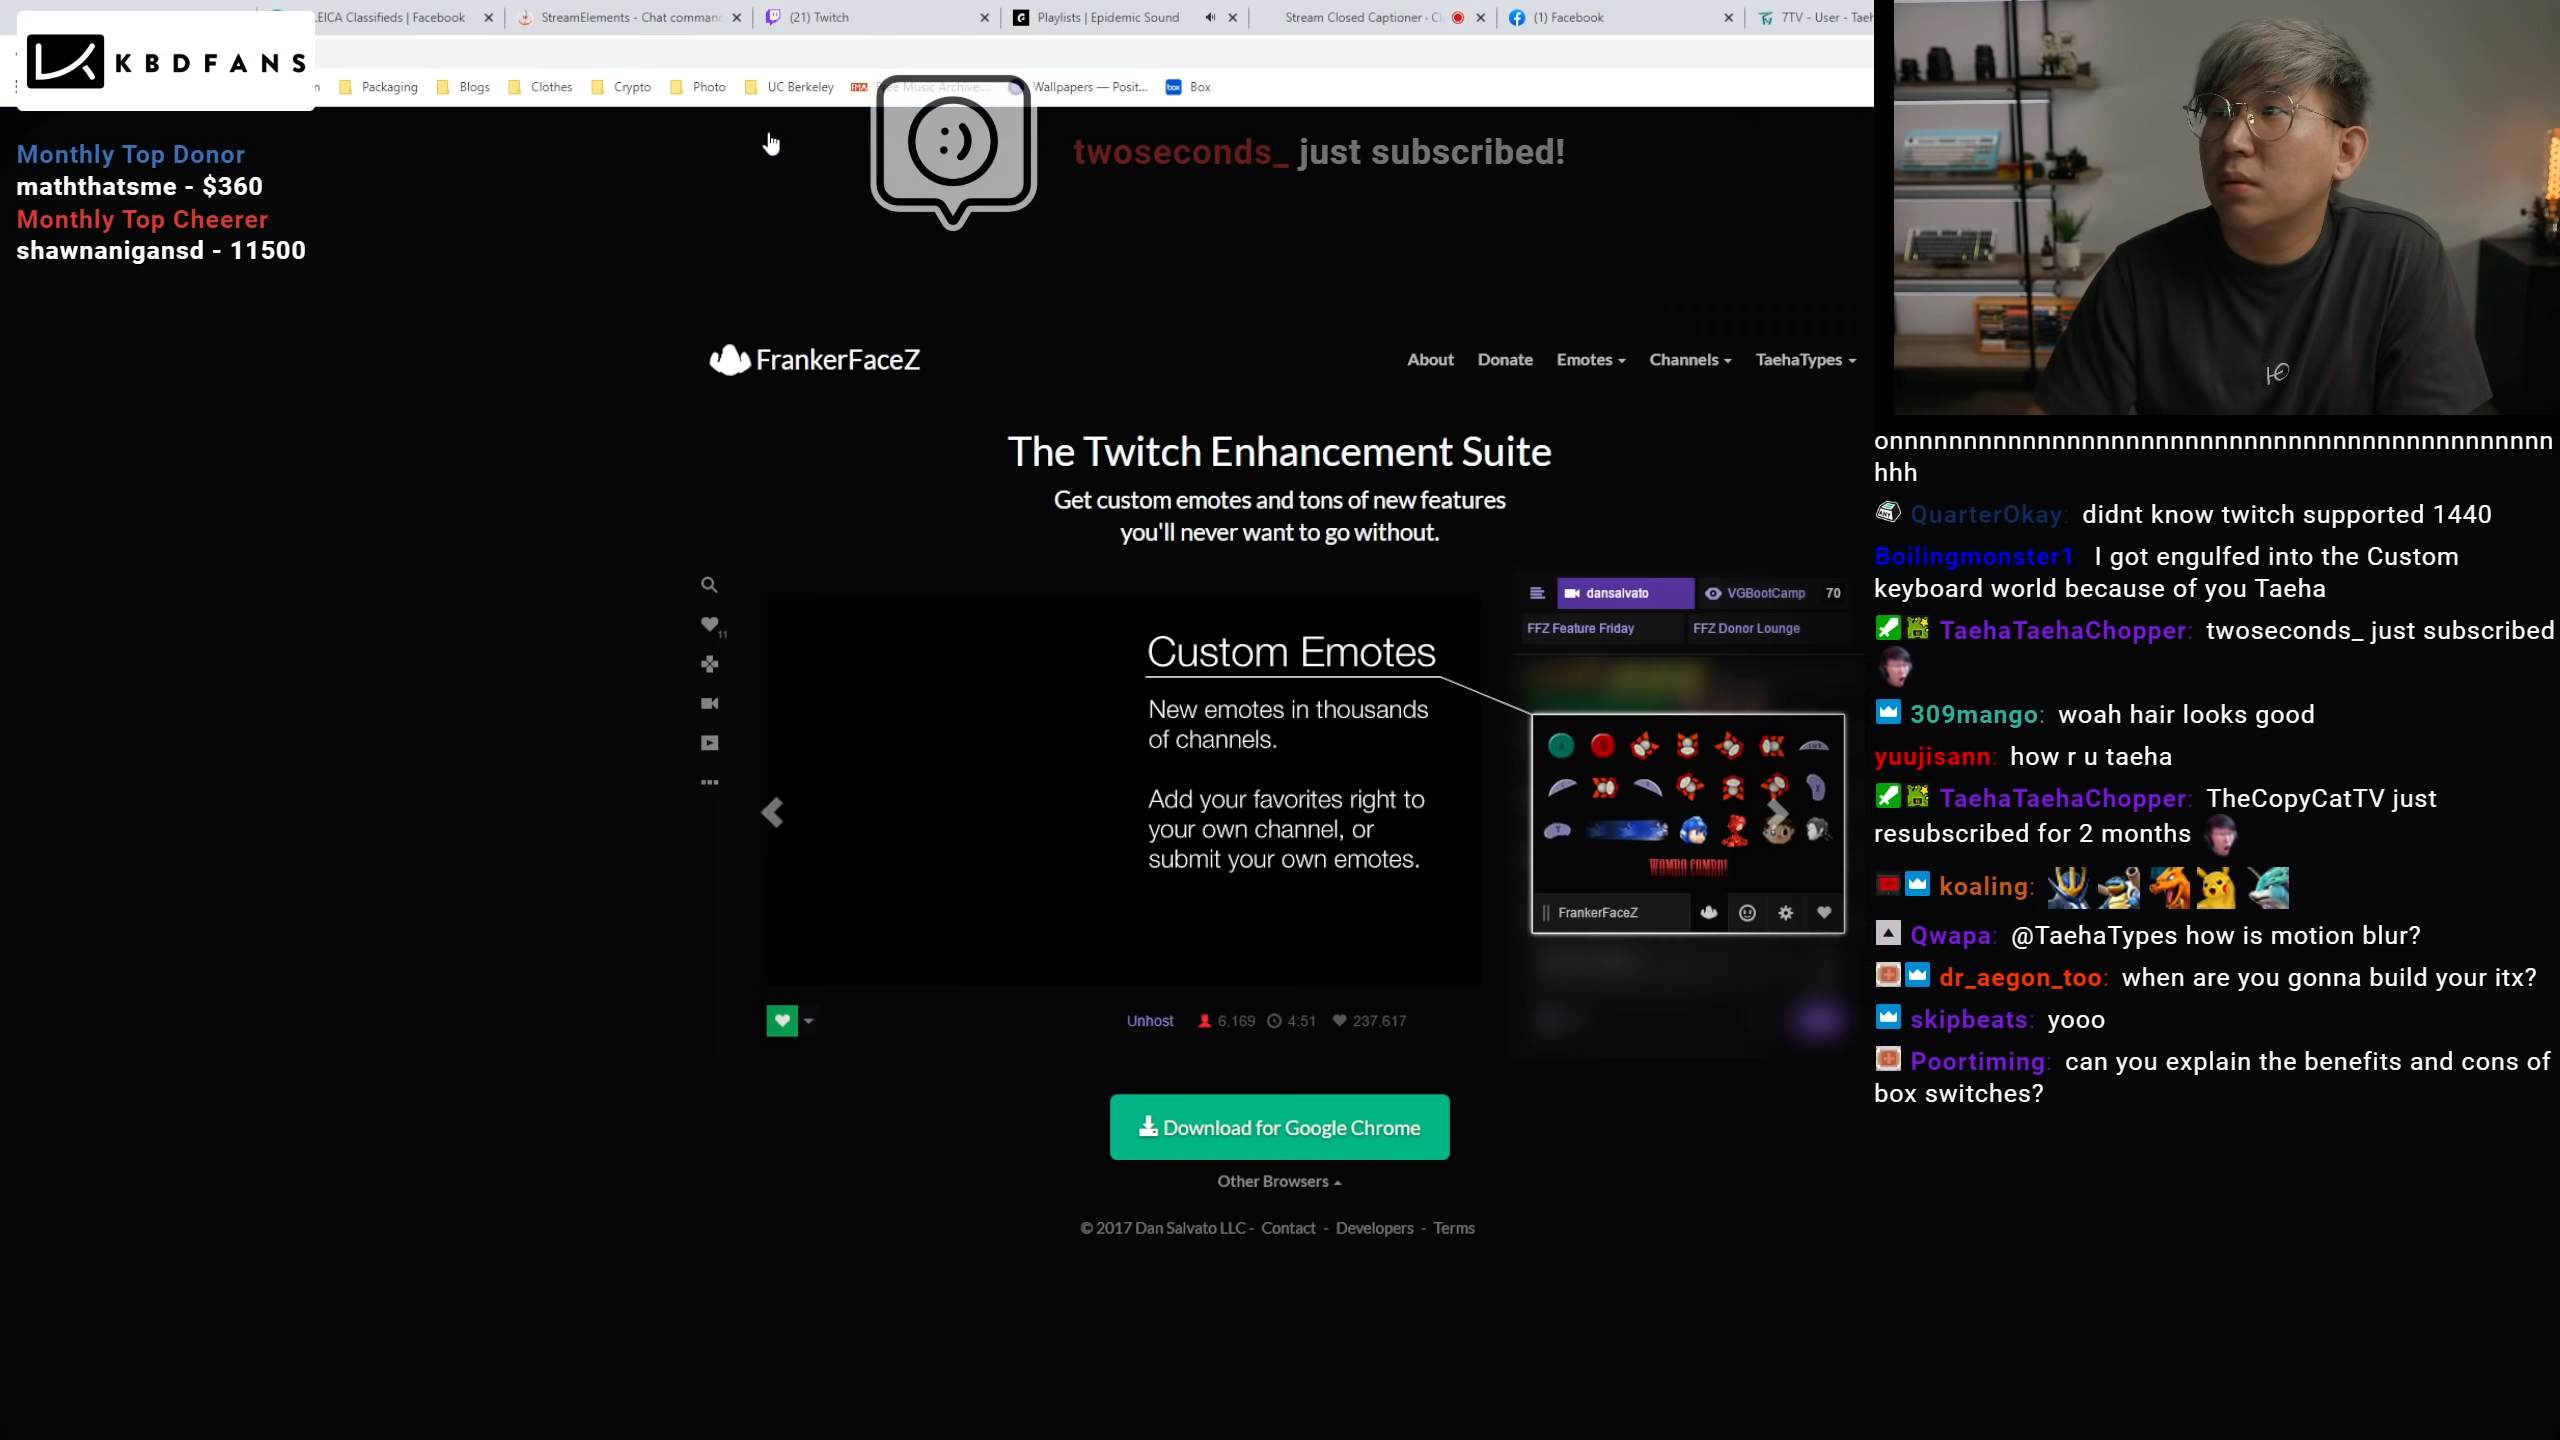 LEICA Classifieds | Facebook
StreamElements - Chat comman
(21) Twitch
Playlists | Epidemic Sound
Stream Closed Captioner - C
(1) Facebook
7TV - User - Taeh
KBDFANS
Packaging
Blogs
Clothes
Crypto
Photo
UC Berkeley
Free Music Archive:...
Wallpapers — Posit...
Box
Monthly Top Donor
maththatsme - $360
Monthly Top Cheerer
shawnanigansd - 11500
twoseconds_ just subscribed!
FrankerFaceZ
About
Donate
Emotes
Channels
TaehaTypes
The Twitch Enhancement Suite
Get custom emotes and tons of new features
you'll never want to go without.
11
Custom Emotes
New emotes in thousands
of channels.
Add your favorites right to
your own channel, or
submit your own emotes.
dansalvato
VGBootCamp
70
FFZ Feature Friday
FFZ Donor Lounge
WOMBO COMBO!
FrankerFaceZ
Unhost
6,169
4:51
237,617
Download for Google Chrome
Other Browsers
© 2017 Dan Salvato LLC - Contact - Developers - Terms
hhh
QuarterOkay: didnt know twitch supported 1440
Boilingmonster1: I got engulfed into the Custom
keyboard world because of you Taeha
TaehaTaehaChopper: twoseconds_ just subscribed
309mango: woah hair looks good
yuujisann: how r u taeha
TaehaTaehaChopper: TheCopyCatTV just
resubscribed for 2 months
koaling:
Qwapa: @TaehaTypes how is motion blur?
dr_aegon_too: when are you gonna build your itx?
skipbeats: yooo
Poortiming: can you explain the benefits and cons of
box switches?